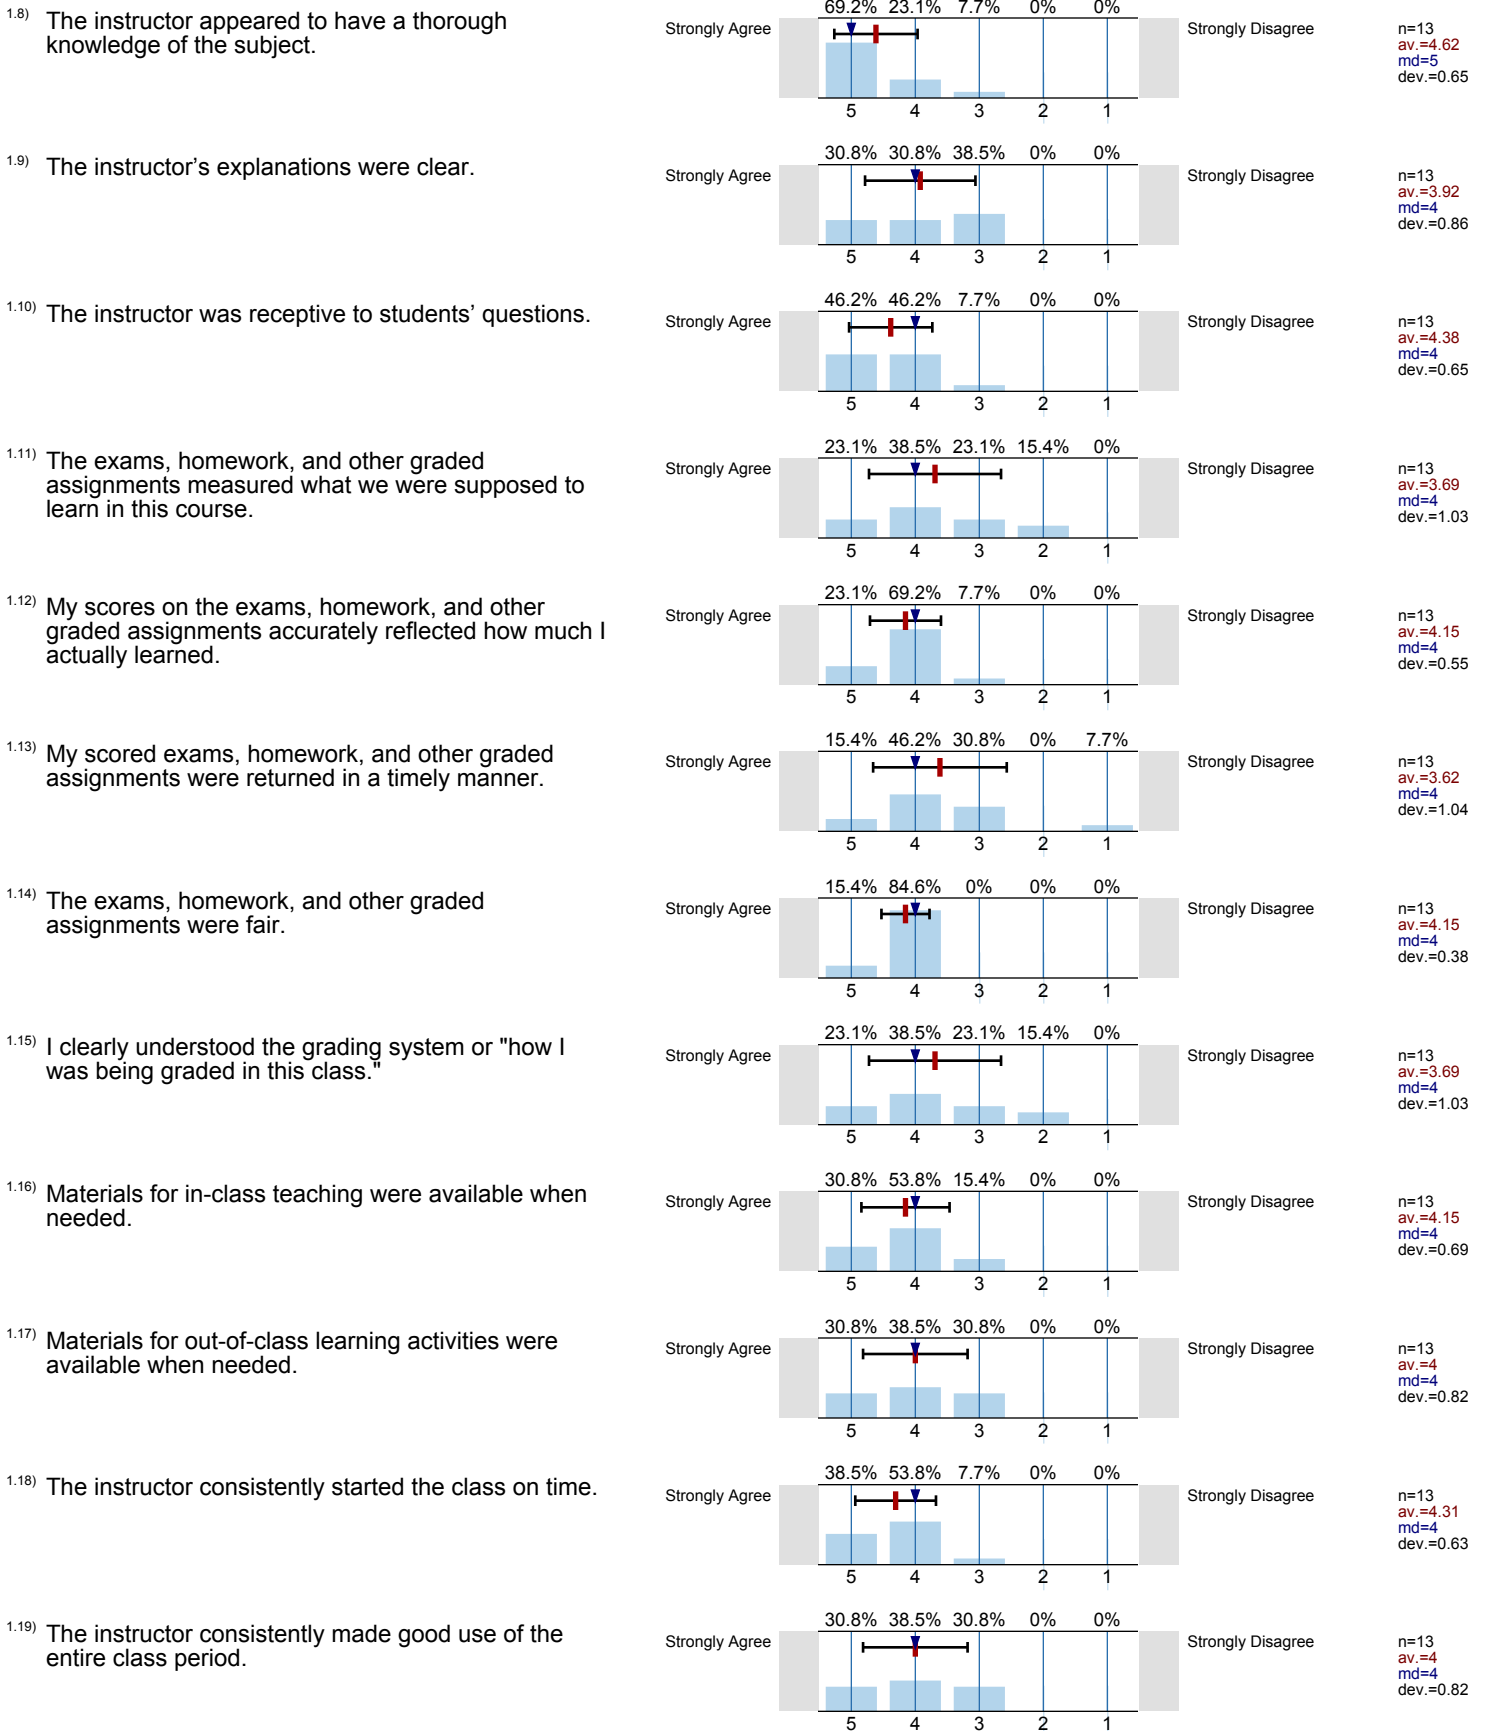 1.8) The instructor appeared to have a thorough
knowledge of the subject.
69.2% 23.1% 7.7% 0% 0%
Strongly Agree
Strongly Disagree
5 4 3 2 1
n=13
av.=4.62
md=5
dev.=0.65
1.9) The instructor’s explanations were clear.
30.8% 30.8% 38.5% 0% 0%
Strongly Agree
Strongly Disagree
5 4 3 2 1
n=13
av.=3.92
md=4
dev.=0.86
1.10) The instructor was receptive to students’ questions.
46.2% 46.2% 7.7% 0% 0%
Strongly Agree
Strongly Disagree
5 4 3 2 1
n=13
av.=4.38
md=4
dev.=0.65
1.11) The exams, homework, and other graded
assignments measured what we were supposed to
learn in this course.
23.1% 38.5% 23.1% 15.4% 0%
Strongly Agree
Strongly Disagree
5 4 3 2 1
n=13
av.=3.69
md=4
dev.=1.03
1.12) My scores on the exams, homework, and other
graded assignments accurately reflected how much I
actually learned.
23.1% 69.2% 7.7% 0% 0%
Strongly Agree
Strongly Disagree
5 4 3 2 1
n=13
av.=4.15
md=4
dev.=0.55
1.13) My scored exams, homework, and other graded
assignments were returned in a timely manner.
15.4% 46.2% 30.8% 0% 7.7%
Strongly Agree
Strongly Disagree
5 4 3 2 1
n=13
av.=3.62
md=4
dev.=1.04
1.14) The exams, homework, and other graded
assignments were fair.
15.4% 84.6% 0% 0% 0%
Strongly Agree
Strongly Disagree
5 4 3 2 1
n=13
av.=4.15
md=4
dev.=0.38
1.15) I clearly understood the grading system or "how I
was being graded in this class."
23.1% 38.5% 23.1% 15.4% 0%
Strongly Agree
Strongly Disagree
5 4 3 2 1
n=13
av.=3.69
md=4
dev.=1.03
1.16) Materials for in-class teaching were available when
needed.
30.8% 53.8% 15.4% 0% 0%
Strongly Agree
Strongly Disagree
5 4 3 2 1
n=13
av.=4.15
md=4
dev.=0.69
1.17) Materials for out-of-class learning activities were
available when needed.
30.8% 38.5% 30.8% 0% 0%
Strongly Agree
Strongly Disagree
5 4 3 2 1
n=13
av.=4
md=4
dev.=0.82
1.18) The instructor consistently started the class on time.
38.5% 53.8% 7.7% 0% 0%
Strongly Agree
Strongly Disagree
5 4 3 2 1
n=13
av.=4.31
md=4
dev.=0.63
1.19) The instructor consistently made good use of the
entire class period.
30.8% 38.5% 30.8% 0% 0%
Strongly Agree
Strongly Disagree
5 4 3 2 1
n=13
av.=4
md=4
dev.=0.82